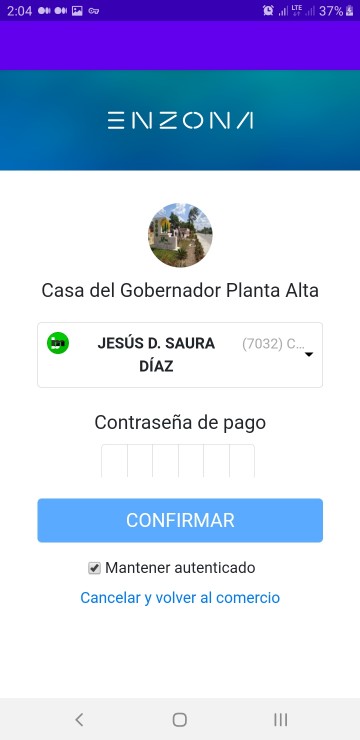 2:04
LTE
37%
ENZONA
Casa del Gobernador Planta Alta
JESÚS D. SAURA (7032) C...
DÍAZ
Contraseña de pago
CONFIRMAR
Mantener autenticado
Cancelar y volver al comercio